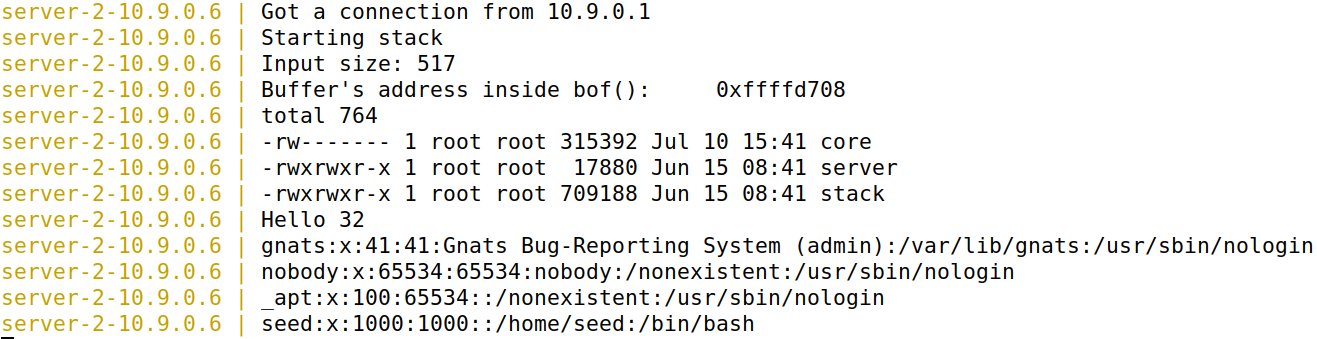 server-2-10.9.0.6 | Got a connection from 10.9.0.1
server-2-10.9.0.6 | Starting stack
server-2-10.9.0.6 | Input size: 517
server-2-10.9.0.6 | Buffer's address inside bof():     0xffffd708
server-2-10.9.0.6 | total 764
server-2-10.9.0.6 | -rw------- 1 root root 315392 Jul 10 15:41 core
server-2-10.9.0.6 | -rwxrwxr-x 1 root root  17880 Jun 15 08:41 server
server-2-10.9.0.6 | -rwxrwxr-x 1 root root 709188 Jun 15 08:41 stack
server-2-10.9.0.6 | Hello 32
server-2-10.9.0.6 | gnats:x:41:41:Gnats Bug-Reporting System (admin):/var/lib/gnats:/usr/sbin/nologin
server-2-10.9.0.6 | nobody:x:65534:65534:nobody:/nonexistent:/usr/sbin/nologin
server-2-10.9.0.6 | _apt:x:100:65534::/nonexistent:/usr/sbin/nologin
server-2-10.9.0.6 | seed:x:1000:1000::/home/seed:/bin/bash